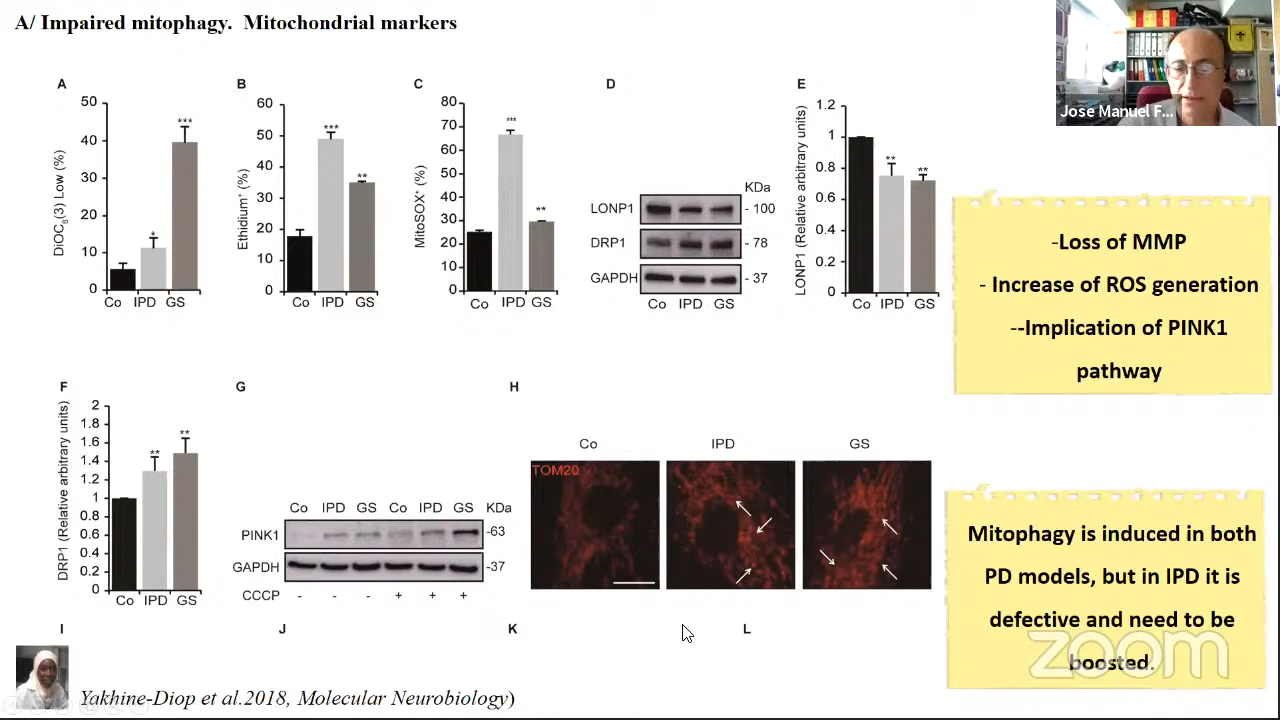 A/ Impaired mitophagy.  Mitochondrial markers
Jose Manuel F...
A
DiOC6(3) Low (%)
50
40
30
20
10
0
*
***
Co IPD GS
B
Ethidium+ (%)
60
50
40
30
20
10
0
***
**
Co IPD GS
C
MitoSOX+ (%)
80
70
60
50
40
30
20
10
0
***
**
Co IPD GS
D
KDa
LONP1 - 100
DRP1 - 78
GAPDH - 37
Co IPD GS
E
LONP1 (Relative arbitrary units)
1.2
1
0.8
0.6
0.4
0.2
0
**
**
Co IPD GS
-Loss of MMP
- Increase of ROS generation
--Implication of PINK1
pathway
F
DRP1 (Relative arbitrary units)
2
1.8
1.6
1.4
1.2
1
0.8
0.6
0.4
0.2
0
**
**
Co IPD GS
G
Co IPD GS Co IPD GS KDa
PINK1 -63
GAPDH -37
CCCP - - - + + +
H
Co IPD GS
TOM20
Mitophagy is induced in both
PD models, but in IPD it is
defective and need to be
boosted.
zoom
I J K L
Yakhine-Diop et al.2018, Molecular Neurobiology)